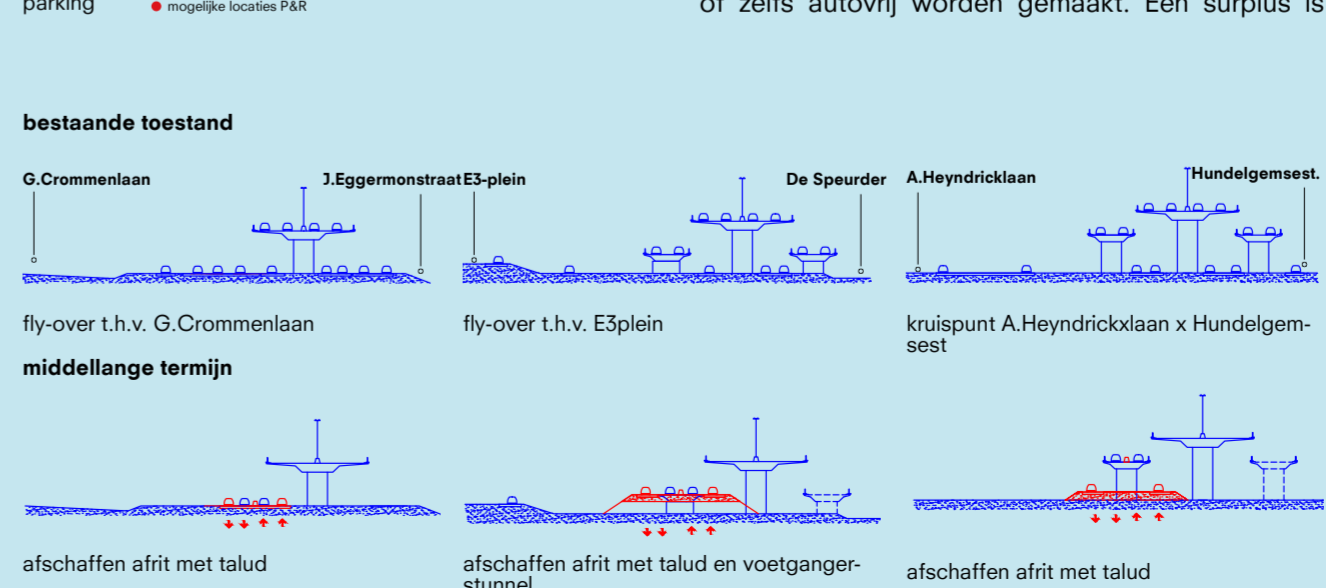 parking
mogelijke locaties P&R
of zelfs autovrij worden gemaakt. Een surplus is
bestaande toestand
G.Crommenlaan
J.Eggermonstraat
E3-plein
De Speurder
A.Heyndricklaan
Hundelgemsest.
fly-over t.h.v. G.Crommenlaan
fly-over t.h.v. E3plein
kruispunt A.Heyndrickxlaan x Hundelgem-
sest
middellange termijn
afschaffen afrit met talud
afschaffen afrit met talud en voetganger-
stunnel
afschaffen afrit met talud